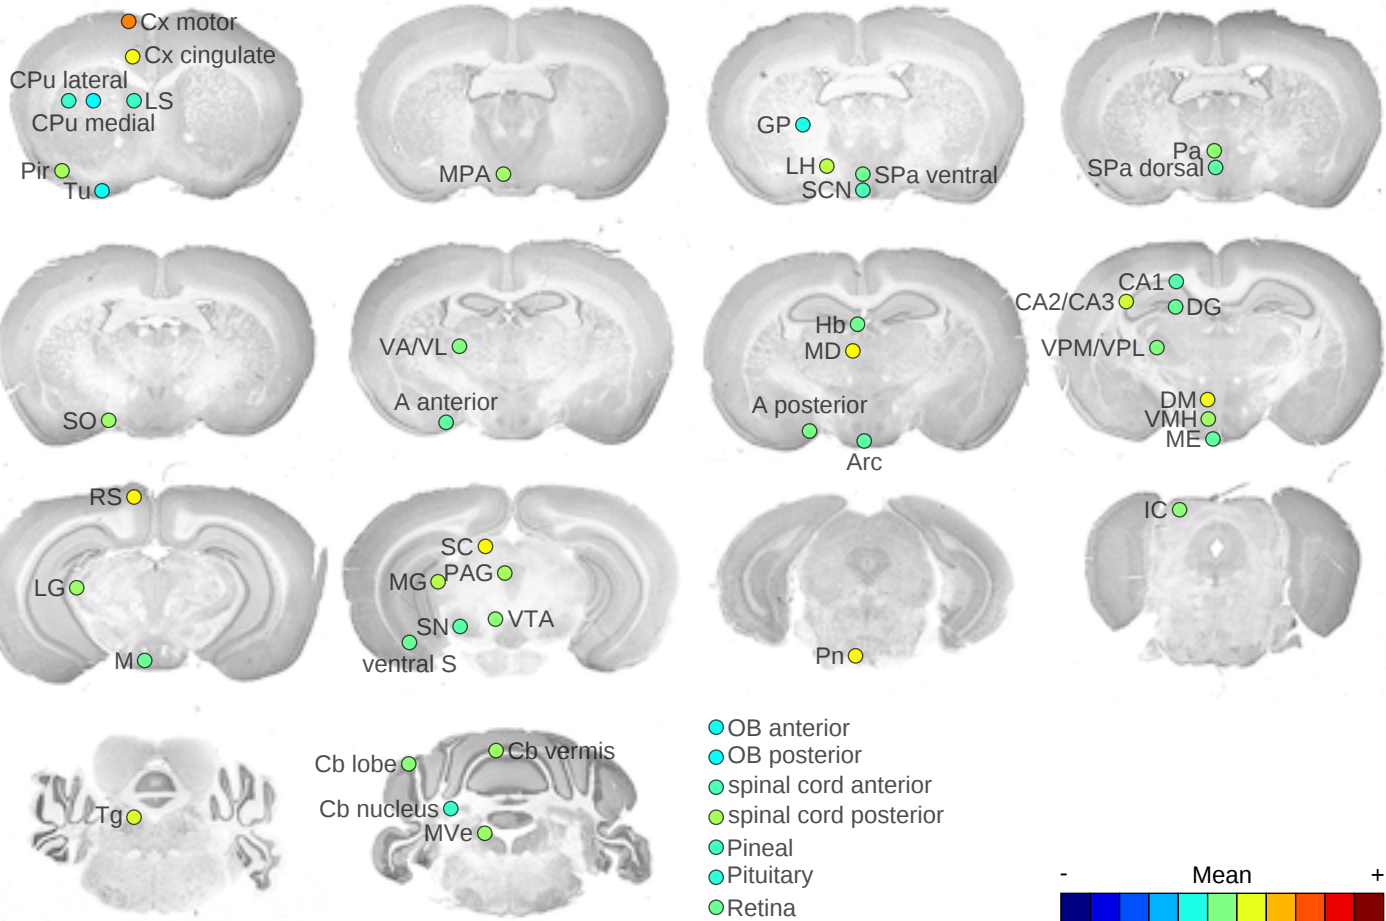 Cx motor
Cx cingulate
CPu lateral
LS
CPu medial
Pir
Tu
MPA
GP
LH
SPa ventral
SCN
Pa
SPa dorsal
SO
VA/VL
A anterior
Hb
MD
A posterior
Arc
CA1
CA2/CA3
DG
VPM/VPL
DM
VMH
ME
RS
LG
M
SC
MG PAG
SN VTA
ventral S
Pn
IC
Tg
Cb vermis
Cb lobe
Cb nucleus
MVe
OB anterior
OB posterior
spinal cord anterior
spinal cord posterior
Pineal
Pituitary
Retina
- Mean +